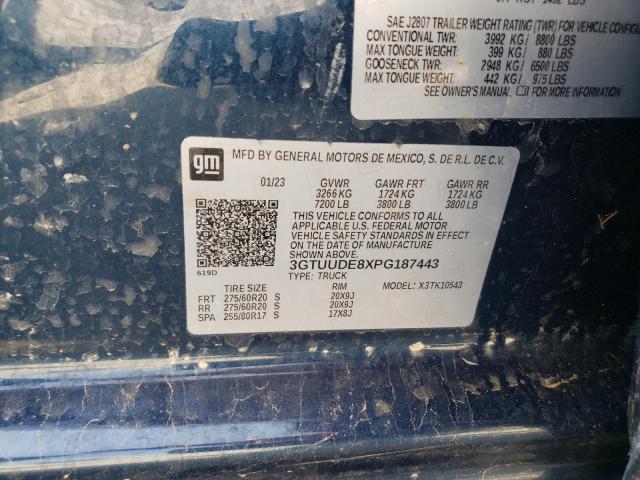 SAE J2807 TRAILER WEIGHT RATING (TWR) FOR VEHICLE
CONVENTIONAL TWR: 3992 KG / 8800 LBS
MAX TONGUE WEIGHT: 399 KG / 880 LBS
GOOSENECK TWR: 2948 KG / 6500 LBS
MAX TONGUE WEIGHT: 442 KG / 975 LBS
SEE OWNER'S MANUAL FOR MORE INFORMATION
gm
MFD BY GENERAL MOTORS DE MEXICO, S. DE R.L. DE C.V.
01/23 GVWR GAWR FRT GAWR RR
3266 KG 1724 KG 1724 KG
7200 LB 3800 LB 3800 LB
THIS VEHICLE CONFORMS TO ALL
APPLICABLE U.S. FEDERAL MOTOR
VEHICLE SAFETY STANDARDS IN EFFECT
ON THE DATE OF MANUFACTURE
SHOWN ABOVE.
3GTUUDE8XPG187443
619D
TYPE: TRUCK
MODEL: X3TK10543
TIRE SIZE RIM
FRT 275/60R20 S 20X9J
RR 275/60R20 S 20X9J
SPA 255/80R17 S 17X8J